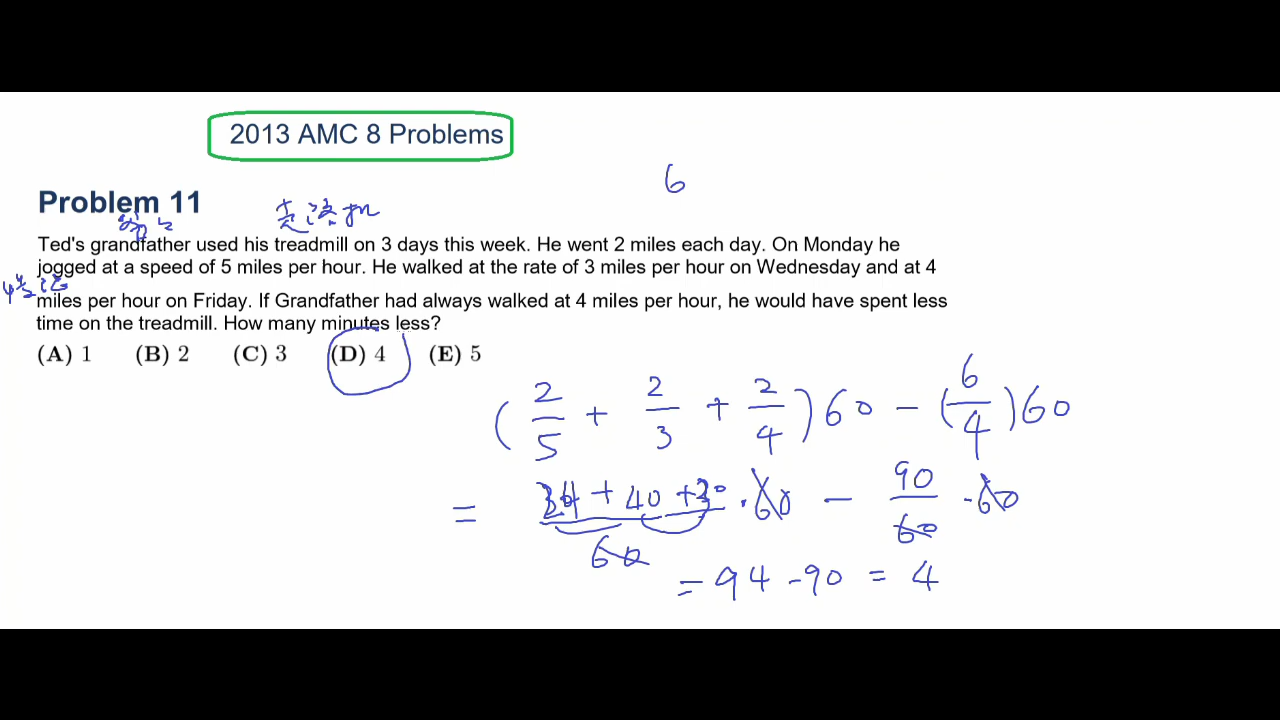 2013 AMC 8 Problems
6
Problem 11
Ted's grandfather used his treadmill on 3 days this week. He went 2 miles each day. On Monday he
jogged at a speed of 5 miles per hour. He walked at the rate of 3 miles per hour on Wednesday and at 4
miles per hour on Friday. If Grandfather had always walked at 4 miles per hour, he would have spent less
time on the treadmill. How many minutes less?
(A) 1 (B) 2 (C) 3 (D) 4 (E) 5
(2/5 + 2/3 + 2/4)60 − (6/4)60
= (24 + 40 + 30)/60 · 60 − 90/60 · 60
= 94 - 90 = 4